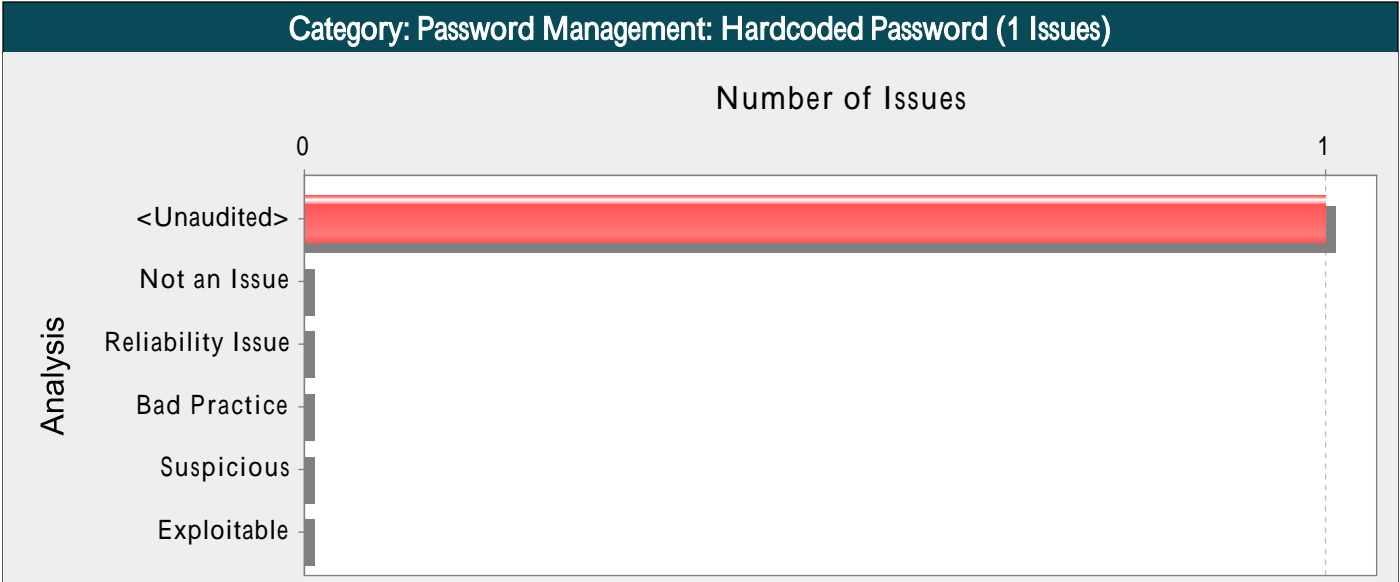 Category: Password Management: Hardcoded Password (1 Issues)
Number of Issues
0 1
<Unaudited>
Not an Issue
Reliability Issue
Bad Practice
Suspicious
Exploitable
Analysis